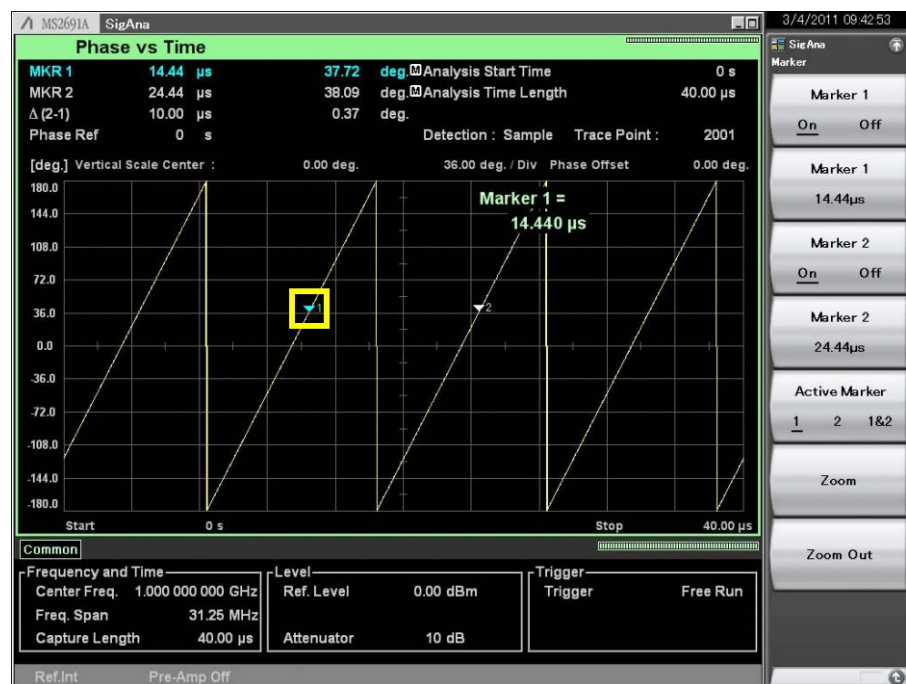 MS2691A SigAna
3/4/2011 09:42:53
Phase vs Time
MKR 1 14.44 µs 37.72 deg. M Analysis Start Time 0 s
MKR 2 24.44 µs 38.09 deg. M Analysis Time Length 40.00 µs
Δ (2-1) 10.00 µs 0.37 deg.
Phase Ref 0 s Detection : Sample Trace Point : 2001
[deg.] Vertical Scale Center : 0.00 deg. 36.00 deg. / Div Phase Offset 0.00 deg.
180.0
144.0
108.0
72.0
36.0
0.0
-36.0
-72.0
-108.0
-144.0
-180.0
Marker 1 =
14.440 µs
1
2
Start 0 s Stop 40.00 µs
Common
Frequency and Time
Center Freq. 1.000 000 000 GHz
Freq. Span 31.25 MHz
Capture Length 40.00 µs
Level
Ref. Level 0.00 dBm
Attenuator 10 dB
Trigger
Trigger Free Run
Ref.Int Pre-Amp Off
SigAna
Marker
Marker 1
On Off
Marker 1
14.44µs
Marker 2
On Off
Marker 2
24.44µs
Active Marker
1 2 1&2
Zoom
Zoom Out